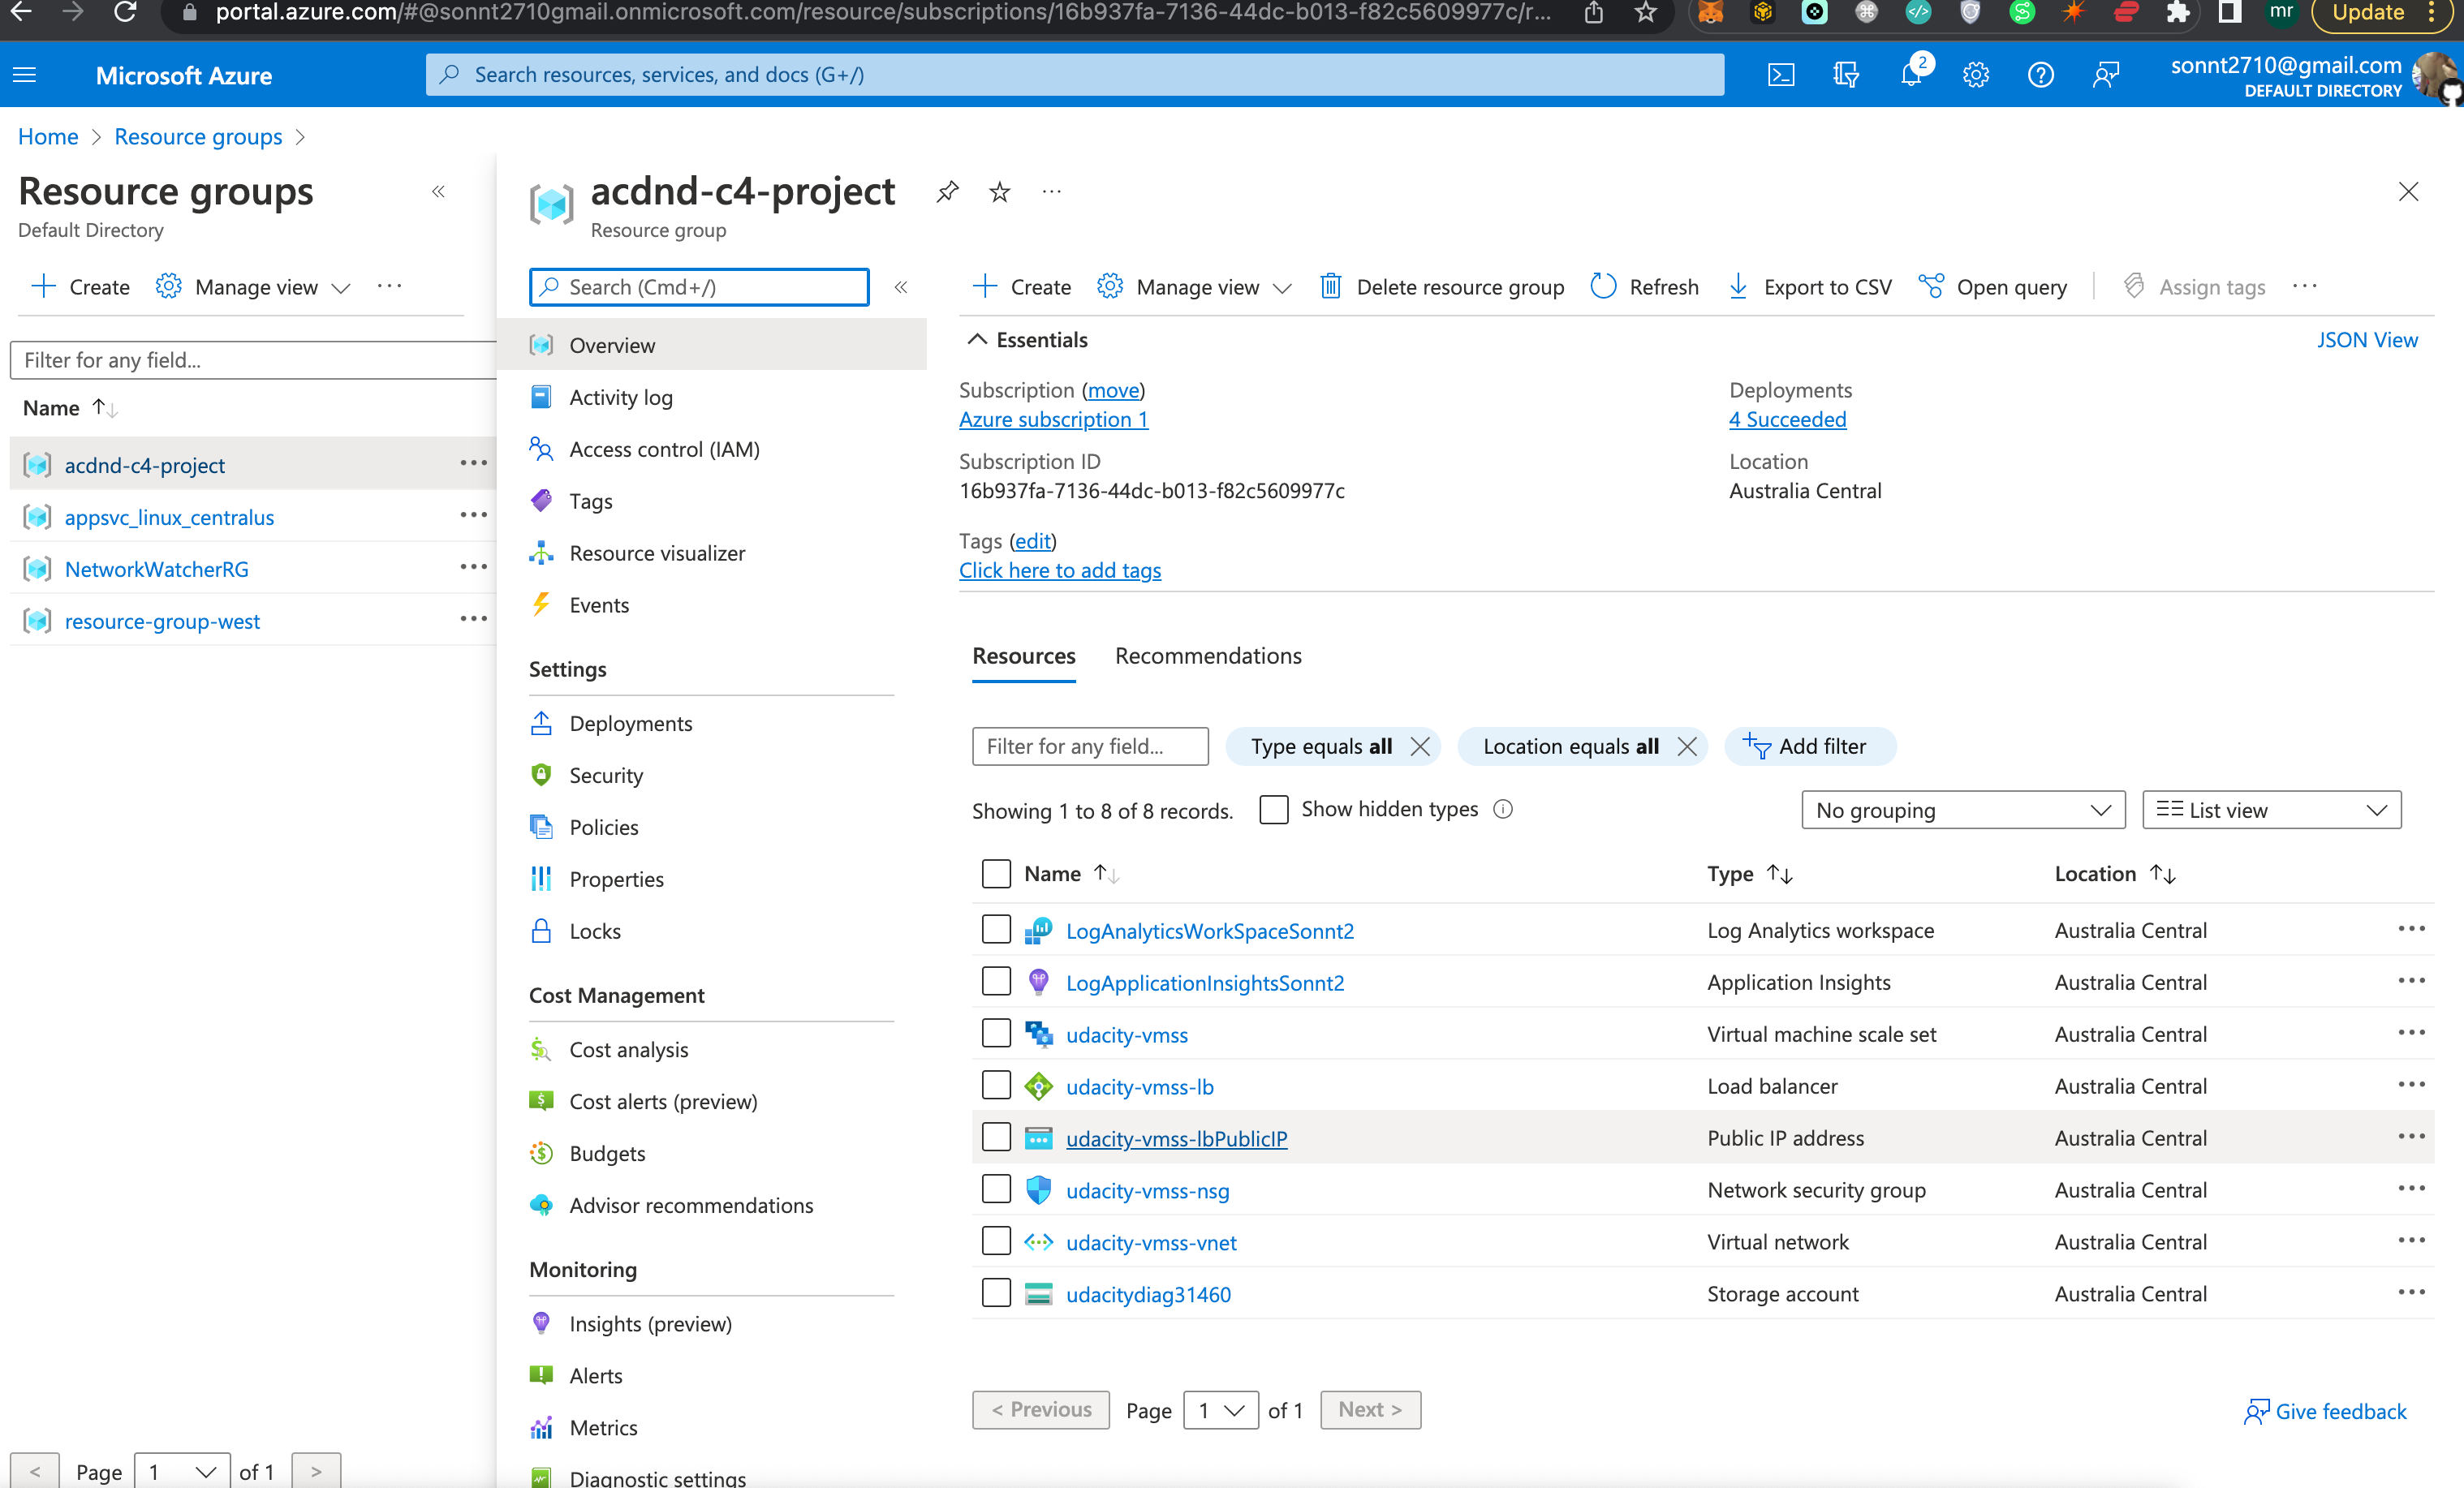 portal.azure.com/#@sonnt2710gmail.onmicrosoft.com/resource/subscriptions/16b937fa-7136-44dc-b013-f82c5609977c/r...
mr
Update
Microsoft Azure
Search resources, services, and docs (G+/)
2
sonnt2710@gmail.com
DEFAULT DIRECTORY
Home > Resource groups >
Resource groups
Default Directory
Create
Manage view
Filter for any field...
Name
acdnd-c4-project
appsvc_linux_centralus
NetworkWatcherRG
resource-group-west
< Page 1 of 1 >
acdnd-c4-project
Resource group
Search (Cmd+/)
Overview
Activity log
Access control (IAM)
Tags
Resource visualizer
Events
Settings
Deployments
Security
Policies
Properties
Locks
Cost Management
Cost analysis
Cost alerts (preview)
Budgets
Advisor recommendations
Monitoring
Insights (preview)
Alerts
Metrics
Diagnostic settings
Create Manage view Delete resource group Refresh Export to CSV Open query Assign tags
Essentials
JSON View
Subscription (move)
Azure subscription 1
Subscription ID
16b937fa-7136-44dc-b013-f82c5609977c
Tags (edit)
Click here to add tags
Deployments
4 Succeeded
Location
Australia Central
Resources Recommendations
Filter for any field... Type equals all Location equals all Add filter
Showing 1 to 8 of 8 records. Show hidden types No grouping List view
Name Type Location
LogAnalyticsWorkSpaceSonnt2 Log Analytics workspace Australia Central
LogApplicationInsightsSonnt2 Application Insights Australia Central
udacity-vmss Virtual machine scale set Australia Central
udacity-vmss-lb Load balancer Australia Central
udacity-vmss-lbPublicIP Public IP address Australia Central
udacity-vmss-nsg Network security group Australia Central
udacity-vmss-vnet Virtual network Australia Central
udacitydiag31460 Storage account Australia Central
< Previous Page 1 of 1 Next >
Give feedback